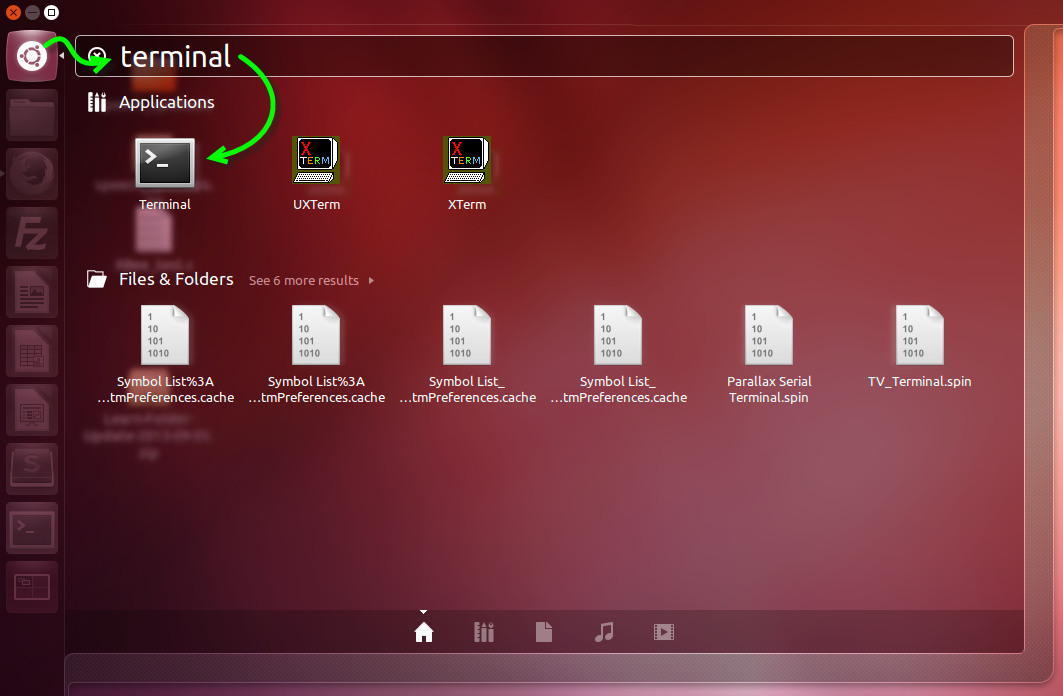 terminal
Applications
Terminal
UXTerm
XTerm
Files & Folders See 6 more results
Symbol List%3A
...tmPreferences.cache
Symbol List%3A
...tmPreferences.cache
Symbol List_
...tmPreferences.cache
Symbol List_
...tmPreferences.cache
Parallax Serial
Terminal.spin
TV_Terminal.spin